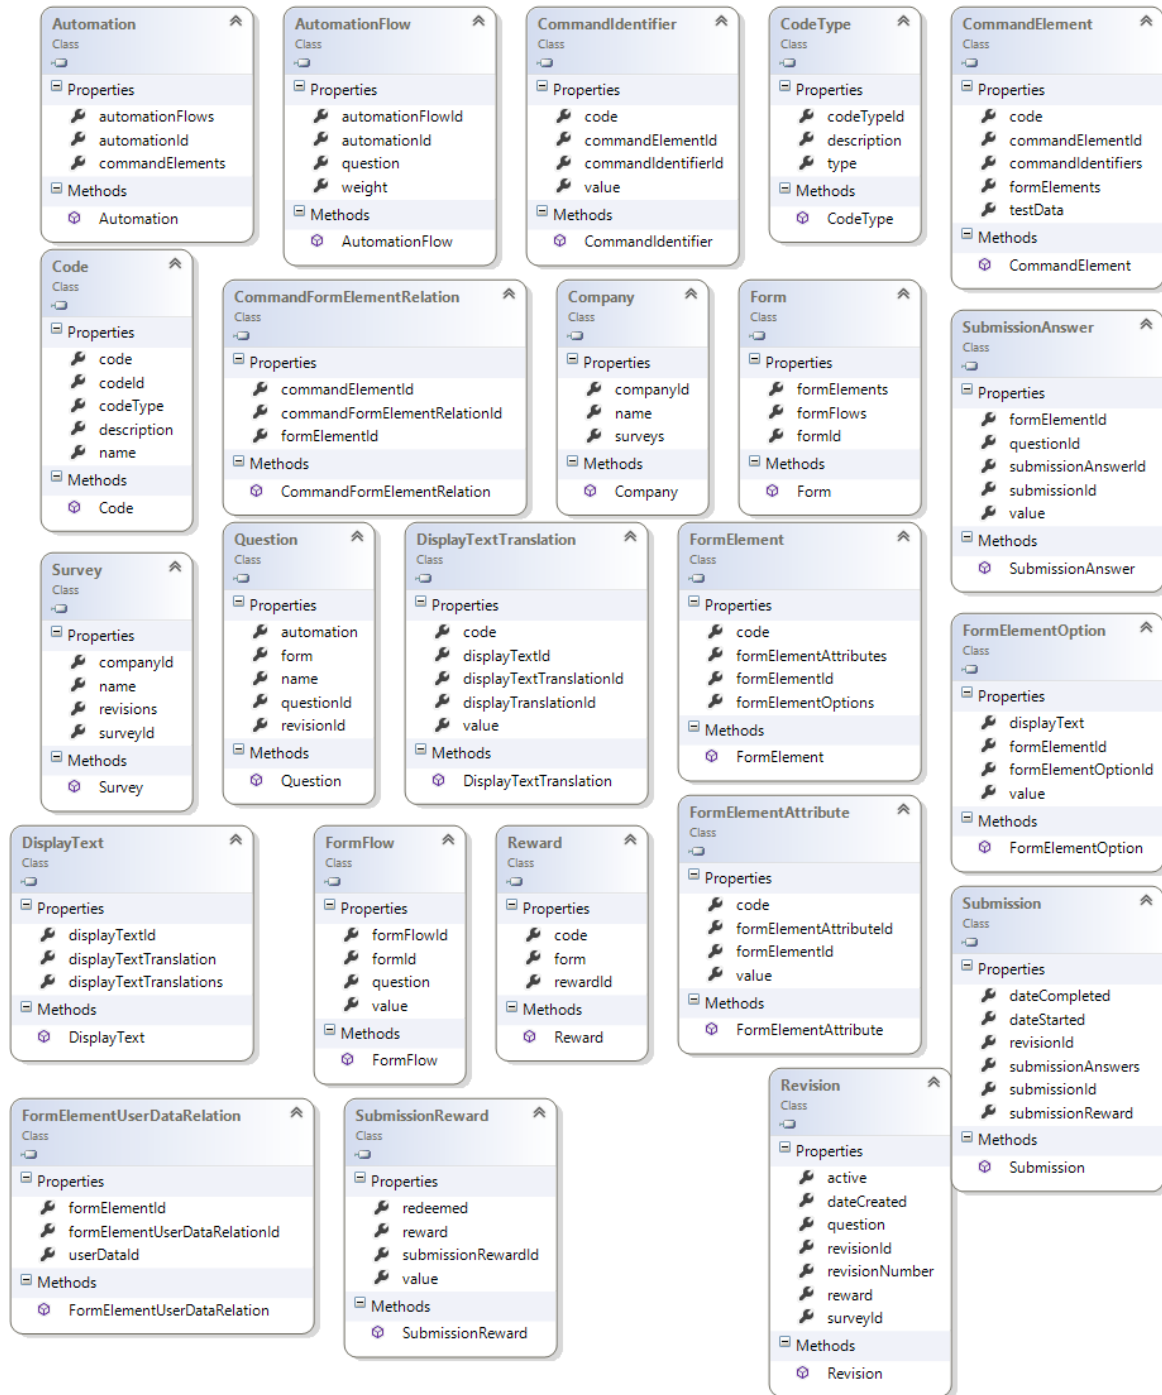 Automation
Class
Properties
automationFlows
automationId
commandElements
Methods
Automation
AutomationFlow
Class
Properties
automationFlowId
automationId
question
weight
Methods
AutomationFlow
CommandIdentifier
Class
Properties
code
commandElementId
commandIdentifierId
value
Methods
CommandIdentifier
CodeType
Class
Properties
codeTypeId
description
type
Methods
CodeType
CommandElement
Class
Properties
code
commandElementId
commandIdentifiers
formElements
testData
Methods
CommandElement
Code
Class
Properties
code
codeId
codeType
description
name
Methods
Code
CommandFormElementRelation
Class
Properties
commandElementId
commandFormElementRelationId
formElementId
Methods
CommandFormElementRelation
Company
Class
Properties
companyId
name
surveys
Methods
Company
Form
Class
Properties
formElements
formFlows
formId
Methods
Form
SubmissionAnswer
Class
Properties
formElementId
questionId
submissionAnswerId
submissionId
value
Methods
SubmissionAnswer
Survey
Class
Properties
companyId
name
revisions
surveyId
Methods
Survey
Question
Class
Properties
automation
form
name
questionId
revisionId
Methods
Question
DisplayTextTranslation
Class
Properties
code
displayTextId
displayTextTranslationId
displayTranslationId
value
Methods
DisplayTextTranslation
FormElement
Class
Properties
code
formElementAttributes
formElementId
formElementOptions
Methods
FormElement
FormElementOption
Class
Properties
displayText
formElementId
formElementOptionId
value
Methods
FormElementOption
DisplayText
Class
Properties
displayTextId
displayTextTranslation
displayTextTranslations
Methods
DisplayText
FormFlow
Class
Properties
formFlowId
formId
question
value
Methods
FormFlow
Reward
Class
Properties
code
form
rewardId
Methods
Reward
FormElementAttribute
Class
Properties
code
formElementAttributeId
formElementId
value
Methods
FormElementAttribute
Submission
Class
Properties
dateCompleted
dateStarted
revisionId
submissionAnswers
submissionId
submissionReward
Methods
Submission
FormElementUserDataRelation
Class
Properties
formElementId
formElementUserDataRelationId
userDataId
Methods
FormElementUserDataRelation
SubmissionReward
Class
Properties
redeemed
reward
submissionRewardId
value
Methods
SubmissionReward
Revision
Class
Properties
active
dateCreated
question
revisionId
revisionNumber
reward
surveyId
Methods
Revision